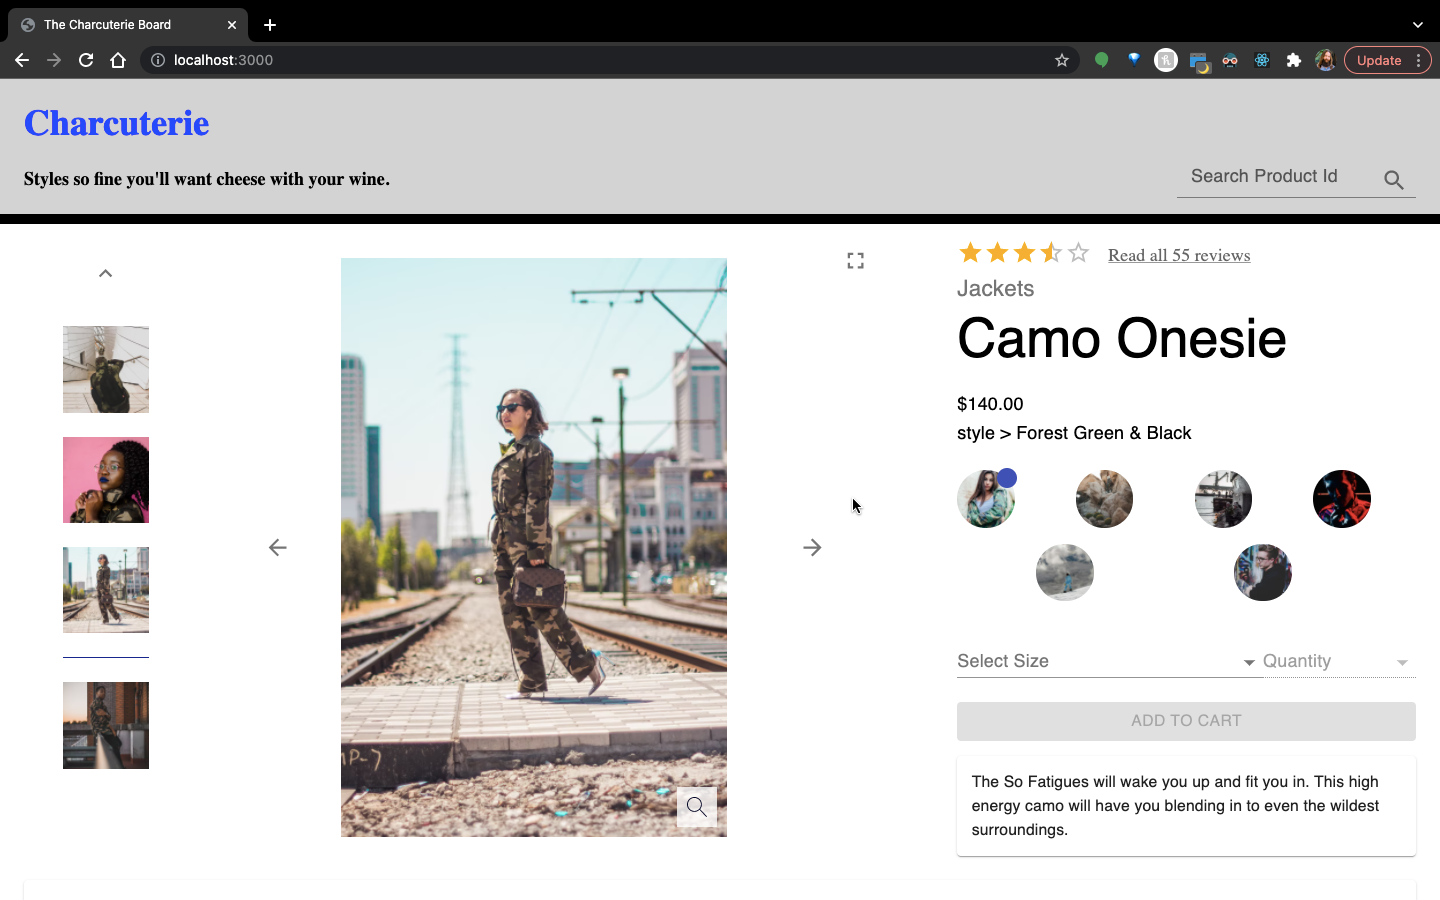 The Charcuterie Board
localhost:3000
Update
Charcuterie
Styles so fine you'll want cheese with your wine.
Search Product Id
Read all 55 reviews
Jackets
Camo Onesie
$140.00
style > Forest Green & Black
Select Size
Quantity
ADD TO CART
The So Fatigues will wake you up and fit you in. This high
energy camo will have you blending in to even the wildest
surroundings.